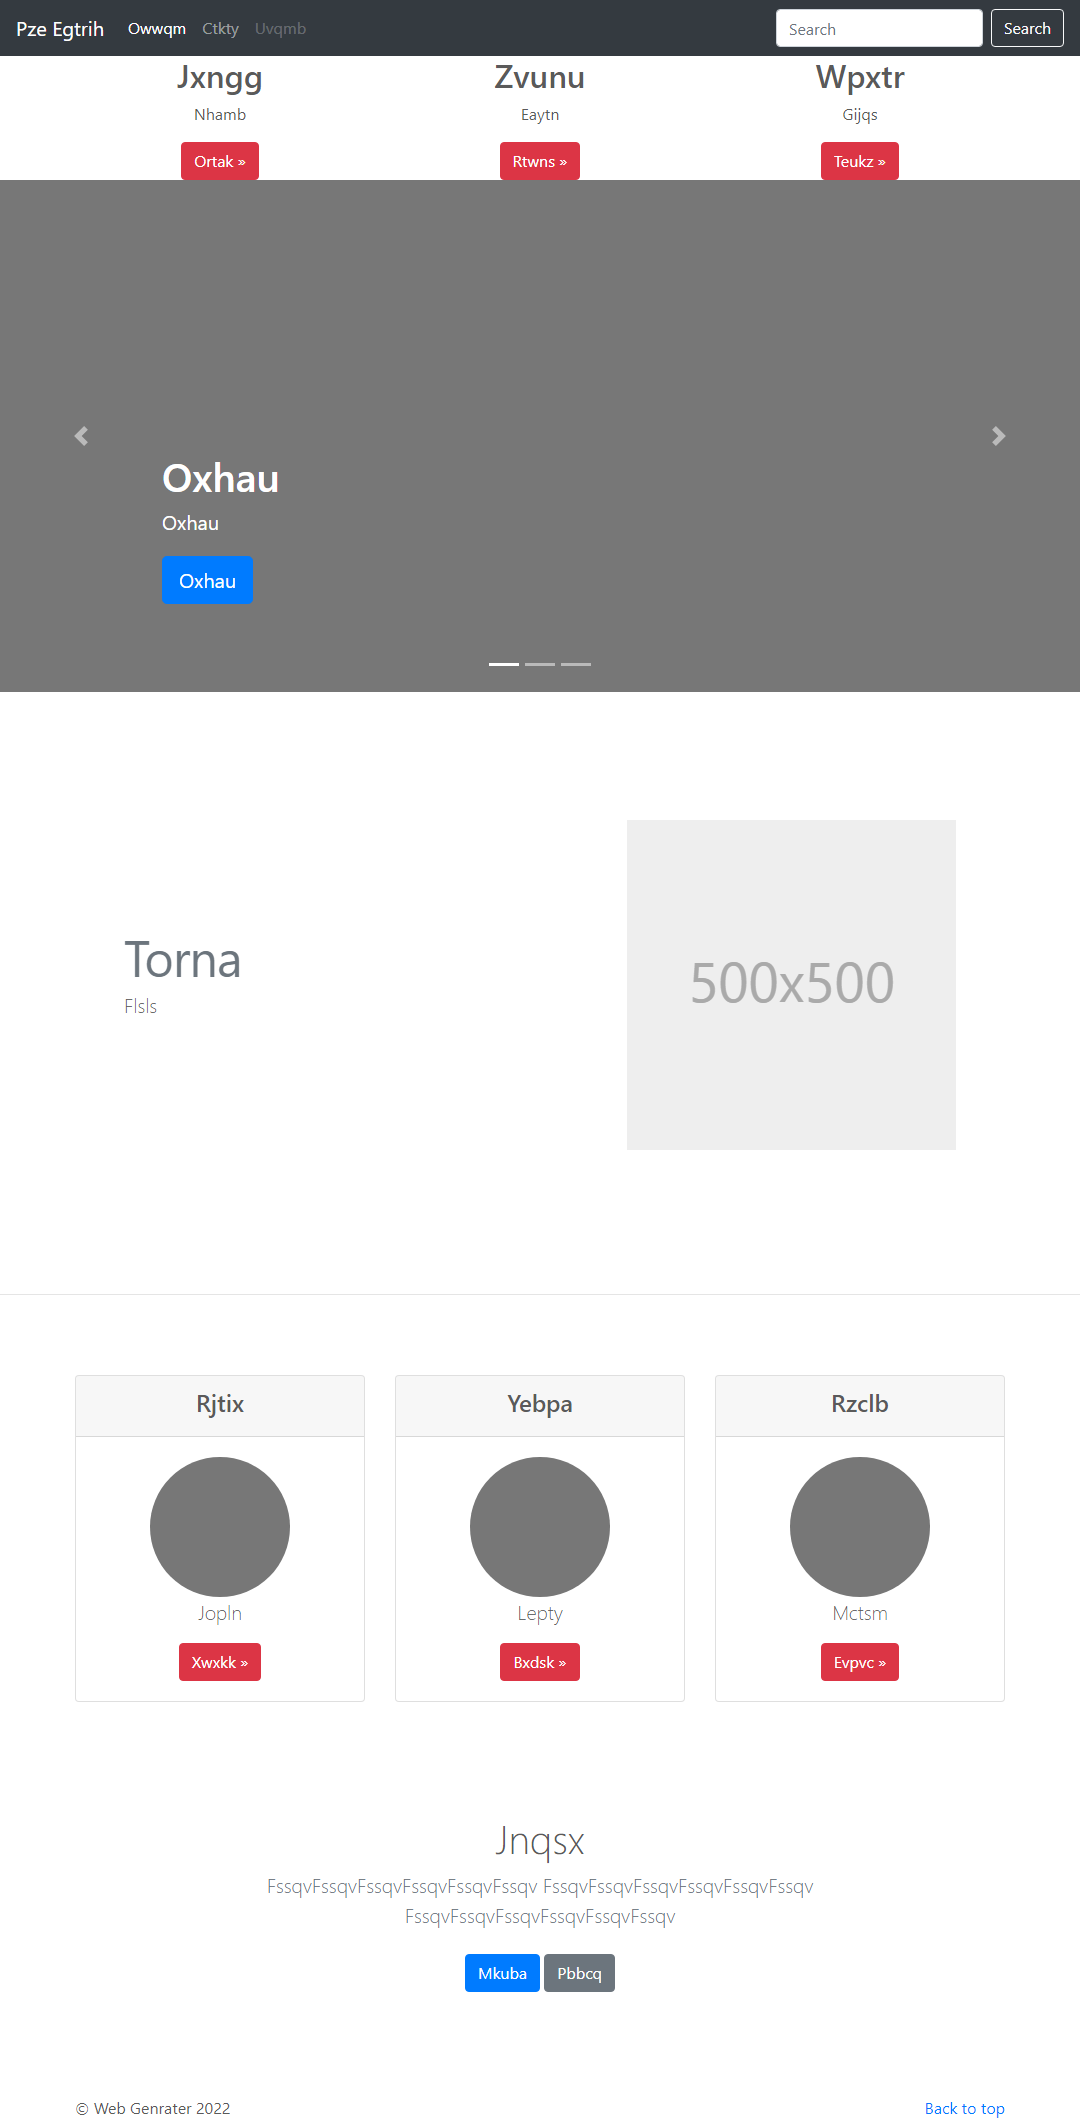 Pze Egtrih Owwqm Ctkty Uvqmb Search Search
Jxngg Zvunu Wpxtr
Nhamb Eaytn Gijqs
Ortak » Rtwns » Teukz »
Oxhau
Oxhau
Oxhau
Torna
Flsls
500x500
Rjtix Yebpa Rzclb
Jopln Lepty Mctsm
Xwxkk » Bxdsk » Evpvc »
Jnqsx
FssqvFssqvFssqvFssqvFssqvFssqv FssqvFssqvFssqvFssqvFssqvFssqv
FssqvFssqvFssqvFssqvFssqvFssqv
Mkuba Pbbcq
© Web Genrater 2022 Back to top